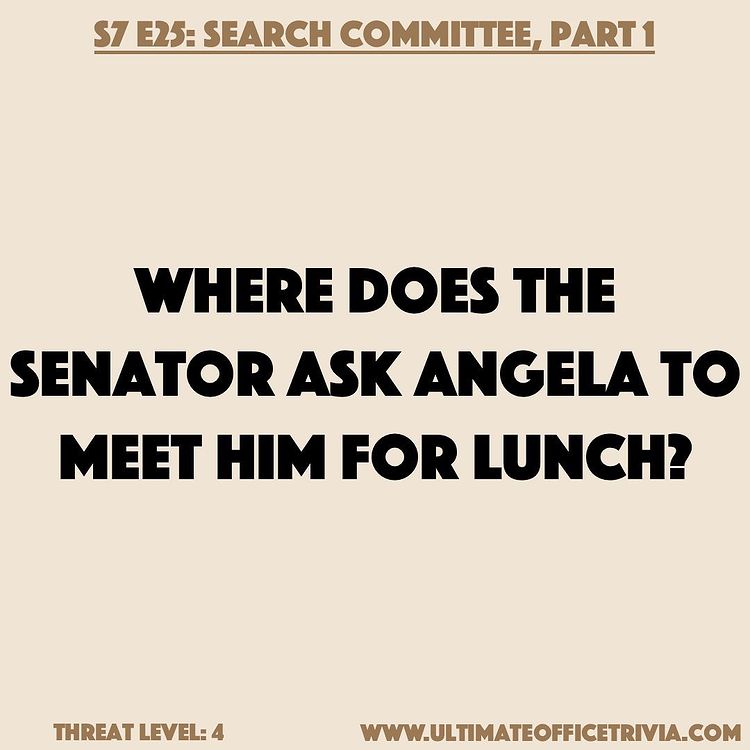 S7 E25: SEARCH COMMITTEE, PART 1
WHERE DOES THE
SENATOR ASK ANGELA TO
MEET HIM FOR LUNCH?
THREAT LEVEL: 4
WWW.ULTIMATEOFFICETRIVIA.COM